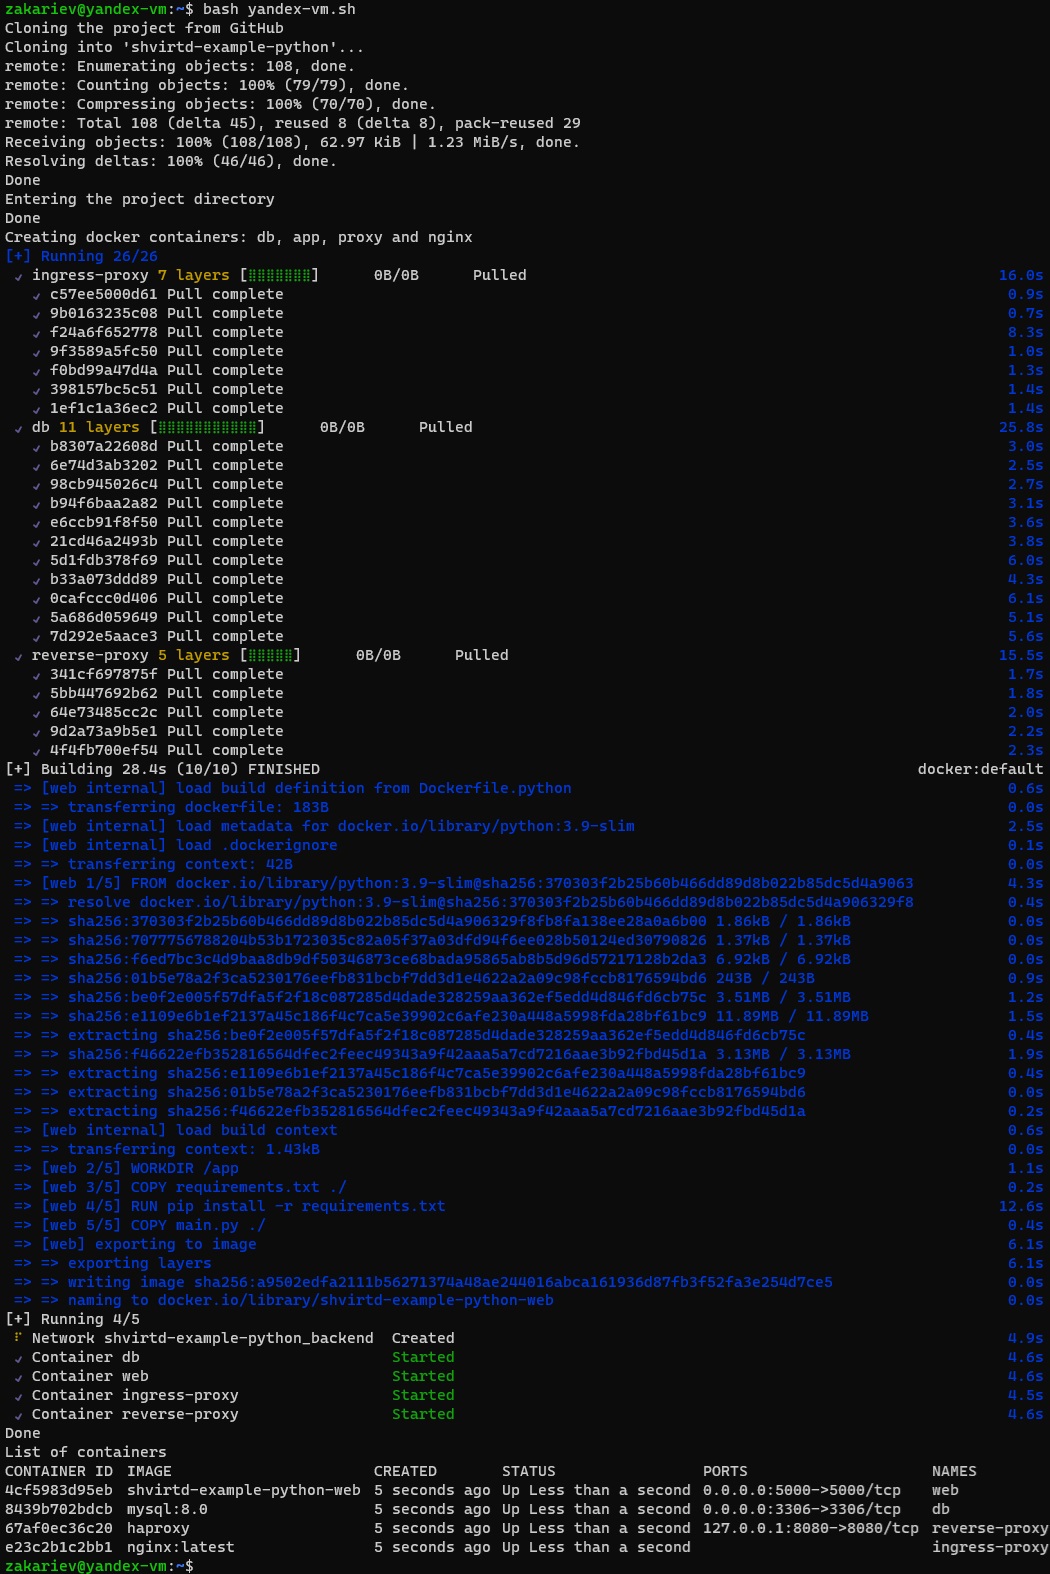 zakariev@yandex-vm:~$ bash yandex-vm.sh
Cloning the project from GitHub
Cloning into 'shvirtd-example-python'...
remote: Enumerating objects: 108, done.
remote: Counting objects: 100% (79/79), done.
remote: Compressing objects: 100% (70/70), done.
remote: Total 108 (delta 45), reused 8 (delta 8), pack-reused 29
Receiving objects: 100% (108/108), 62.97 KiB | 1.23 MiB/s, done.
Resolving deltas: 100% (46/46), done.
Done
Entering the project directory
Done
Creating docker containers: db, app, proxy and nginx
[+] Running 26/26
✓ ingress-proxy 7 layers [⣿⣿⣿⣿⣿⣿⣿] 0B/0B Pulled 16.0s
✓ c57ee5000d61 Pull complete 0.9s
✓ 9b0163235c08 Pull complete 0.7s
✓ f24a6f652778 Pull complete 8.3s
✓ 9f3589a5fc50 Pull complete 1.0s
✓ f0bd99a47d4a Pull complete 1.3s
✓ 398157bc5c51 Pull complete 1.4s
✓ 1ef1c1a36ec2 Pull complete 1.4s
✓ db 11 layers [⣿⣿⣿⣿⣿⣿⣿⣿⣿⣿⣿] 0B/0B Pulled 25.8s
✓ b8307a22608d Pull complete 3.0s
✓ 6e74d3ab3202 Pull complete 2.5s
✓ 98cb945026c4 Pull complete 2.7s
✓ b94f6baa2a82 Pull complete 3.1s
✓ e6ccb91f8f50 Pull complete 3.6s
✓ 21cd46a2493b Pull complete 3.8s
✓ 5d1fdb378f69 Pull complete 6.0s
✓ b33a073ddd89 Pull complete 4.3s
✓ 0cafccc0d406 Pull complete 6.1s
✓ 5a686d059649 Pull complete 5.1s
✓ 7d292e5aace3 Pull complete 5.6s
✓ reverse-proxy 5 layers [⣿⣿⣿⣿⣿] 0B/0B Pulled 15.5s
✓ 341cf697875f Pull complete 1.7s
✓ 5bb447692b62 Pull complete 1.8s
✓ 64e73485cc2c Pull complete 2.0s
✓ 9d2a73a9b5e1 Pull complete 2.2s
✓ 4f4fb700ef54 Pull complete 2.3s
[+] Building 28.4s (10/10) FINISHED docker:default
=> [web internal] load build definition from Dockerfile.python 0.6s
=> => transferring dockerfile: 183B 0.0s
=> [web internal] load metadata for docker.io/library/python:3.9-slim 2.5s
=> [web internal] load .dockerignore 0.1s
=> => transferring context: 42B 0.0s
=> [web 1/5] FROM docker.io/library/python:3.9-slim@sha256:370303f2b25b60b466dd89d8b022b85dc5d4a9063 4.3s
=> => resolve docker.io/library/python:3.9-slim@sha256:370303f2b25b60b466dd89d8b022b85dc5d4a906329f8 0.4s
=> => sha256:370303f2b25b60b466dd89d8b022b85dc5d4a906329f8fb8fa138ee28a0a6b00 1.86kB / 1.86kB 0.0s
=> => sha256:7077756788204b53b1723035c82a05f37a03dfd94f6ee028b50124ed30790826 1.37kB / 1.37kB 0.0s
=> => sha256:f6ed7bc3c4d9baa8db9df50346873ce68bada95865ab8b5d96d57217128b2da3 6.92kB / 6.92kB 0.0s
=> => sha256:01b5e78a2f3ca5230176eefb831bcbf7dd3d1e4622a2a09c98fccb8176594bd6 243B / 243B 0.9s
=> => sha256:be0f2e005f57dfa5f2f18c087285d4dade328259aa362ef5edd4d846fd6cb75c 3.51MB / 3.51MB 1.2s
=> => sha256:e1109e6b1ef2137a45c186f4c7ca5e39902c6afe230a448a5998fda28bf61bc9 11.89MB / 11.89MB 1.5s
=> => extracting sha256:be0f2e005f57dfa5f2f18c087285d4dade328259aa362ef5edd4d846fd6cb75c 0.4s
=> => sha256:f46622efb352816564dfec2feec49343a9f42aaa5a7cd7216aae3b92fbd45d1a 3.13MB / 3.13MB 1.9s
=> => extracting sha256:e1109e6b1ef2137a45c186f4c7ca5e39902c6afe230a448a5998fda28bf61bc9 0.4s
=> => extracting sha256:01b5e78a2f3ca5230176eefb831bcbf7dd3d1e4622a2a09c98fccb8176594bd6 0.0s
=> => extracting sha256:f46622efb352816564dfec2feec49343a9f42aaa5a7cd7216aae3b92fbd45d1a 0.2s
=> [web internal] load build context 0.6s
=> => transferring context: 1.43kB 0.0s
=> [web 2/5] WORKDIR /app 1.1s
=> [web 3/5] COPY requirements.txt ./ 0.2s
=> [web 4/5] RUN pip install -r requirements.txt 12.6s
=> [web 5/5] COPY main.py ./ 0.4s
=> [web] exporting to image 6.1s
=> => exporting layers 6.1s
=> => writing image sha256:a9502edfa2111b56271374a48ae244016abca161936d87fb3f52fa3e254d7ce5 0.0s
=> => naming to docker.io/library/shvirtd-example-python-web 0.0s
[+] Running 4/5
⠏ Network shvirtd-example-python_backend Created 4.9s
✓ Container db Started 4.6s
✓ Container web Started 4.6s
✓ Container ingress-proxy Started 4.5s
✓ Container reverse-proxy Started 4.6s
Done
List of containers
CONTAINER ID IMAGE CREATED STATUS PORTS NAMES
4cf5983d95eb shvirtd-example-python-web 5 seconds ago Up Less than a second 0.0.0.0:5000->5000/tcp web
8439b702bdcb mysql:8.0 5 seconds ago Up Less than a second 0.0.0.0:3306->3306/tcp db
67af0ec36c20 haproxy 5 seconds ago Up Less than a second 127.0.0.1:8080->8080/tcp reverse-proxy
e23c2b1c2bb1 nginx:latest 5 seconds ago Up Less than a second ingress-proxy
zakariev@yandex-vm:~$